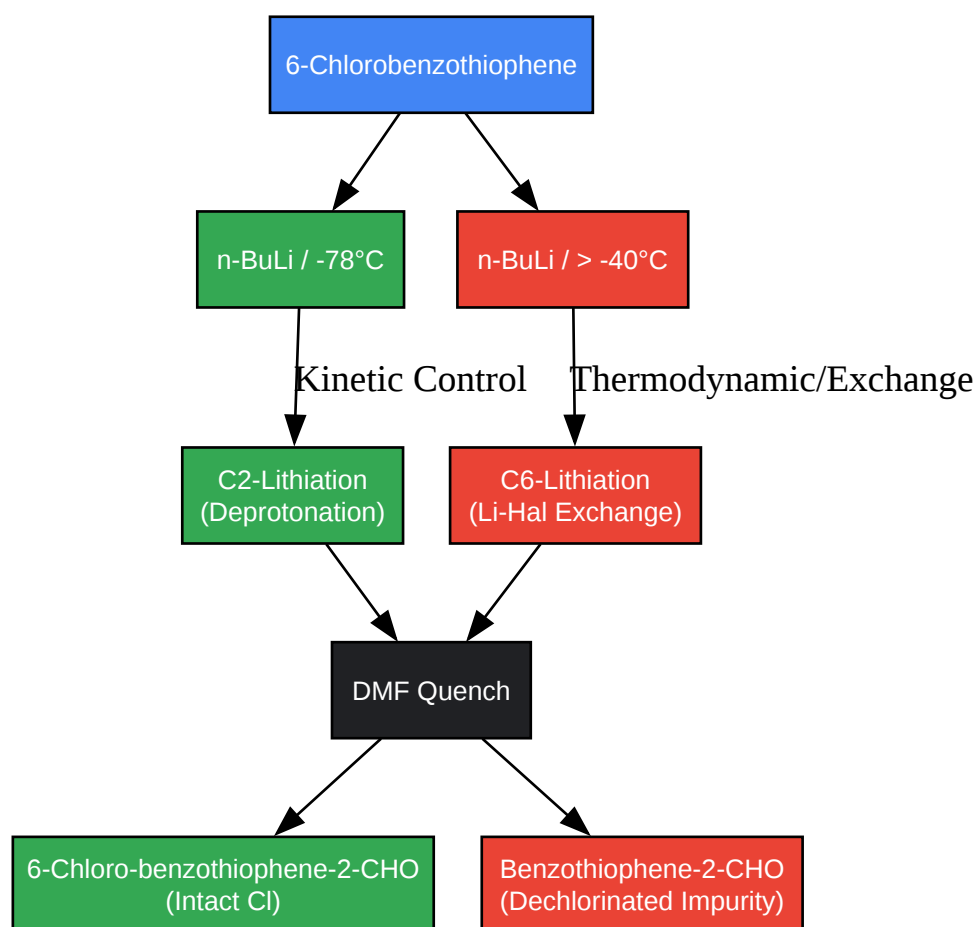 6-Chlorobenzothiophene
n-BuLi / -78°C
n-BuLi / > -40°C
Kinetic Control
Thermodynamic/Exchange
C2-Lithiation
(Deprotonation)
C6-Lithiation
(Li-Hal Exchange)
DMF Quench
6-Chloro-benzothiophene-2-CHO
(Intact Cl)
Benzothiophene-2-CHO
(Dechlorinated Impurity)